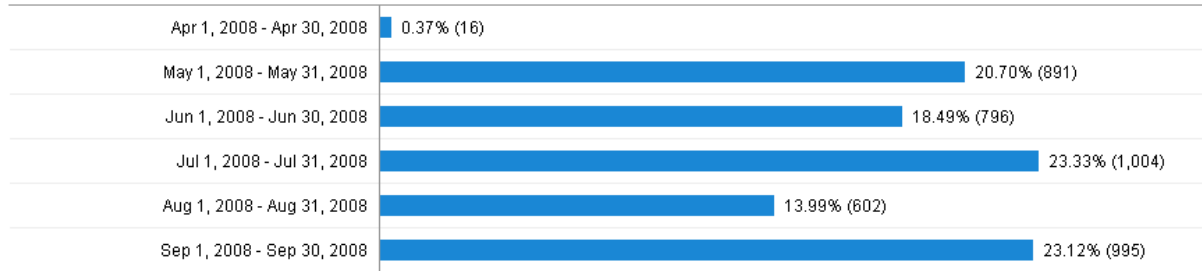 Apr 1, 2008 - Apr 30, 2008 0.37% (16)
May 1, 2008 - May 31, 2008 20.70% (891)
Jun 1, 2008 - Jun 30, 2008 18.49% (796)
Jul 1, 2008 - Jul 31, 2008 23.33% (1,004)
Aug 1, 2008 - Aug 31, 2008 13.99% (602)
Sep 1, 2008 - Sep 30, 2008 23.12% (995)